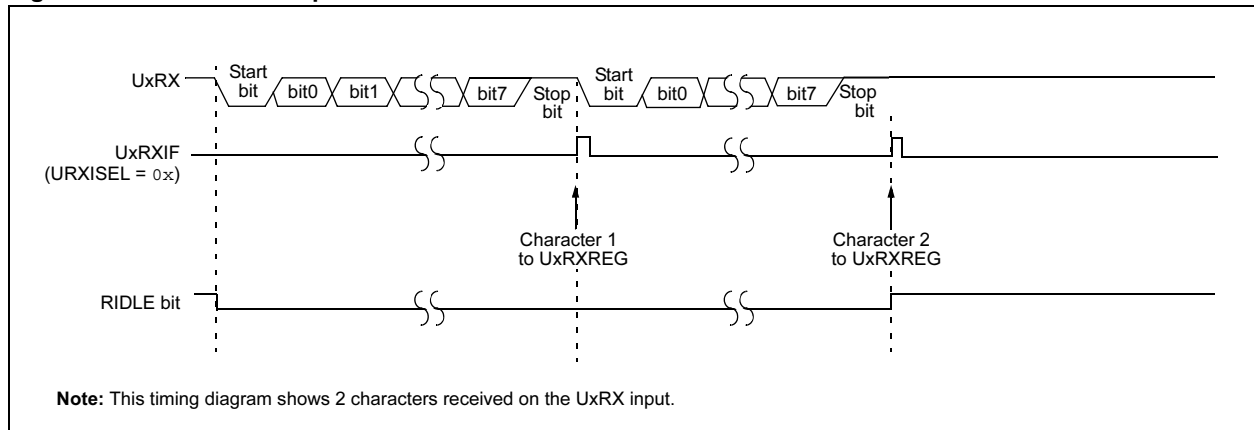 UxRX
Start
bit
bit0
bit1
bit7
Stop
bit
Start
bit
bit0
bit7
Stop
bit
UxRXIF
(URXISEL = 0x)
Character 1
to UxRXREG
Character 2
to UxRXREG
RIDLE bit
Note: This timing diagram shows 2 characters received on the UxRX input.